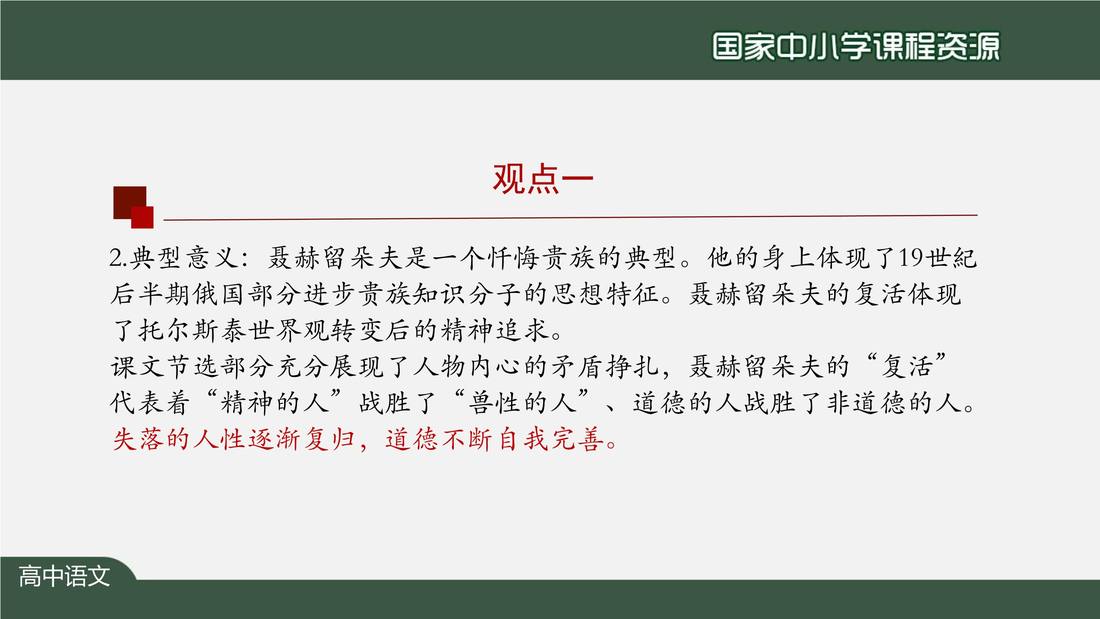 国家中小学课程资源
观点一
2.典型意义：聂赫留朵夫是一个忏悔贵族的典型。他的身上体现了19世纪
后半期俄国部分进步贵族知识分子的思想特征。聂赫留朵夫的复活体现
了托尔斯泰世界观转变后的精神追求。
课文节选部分充分展现了人物内心的矛盾挣扎，聂赫留朵夫的“复活”
代表着“精神的人”战胜了“兽性的人”、道德的人战胜了非道德的人。
失落的人性逐渐复归，道德不断自我完善。
高中语文